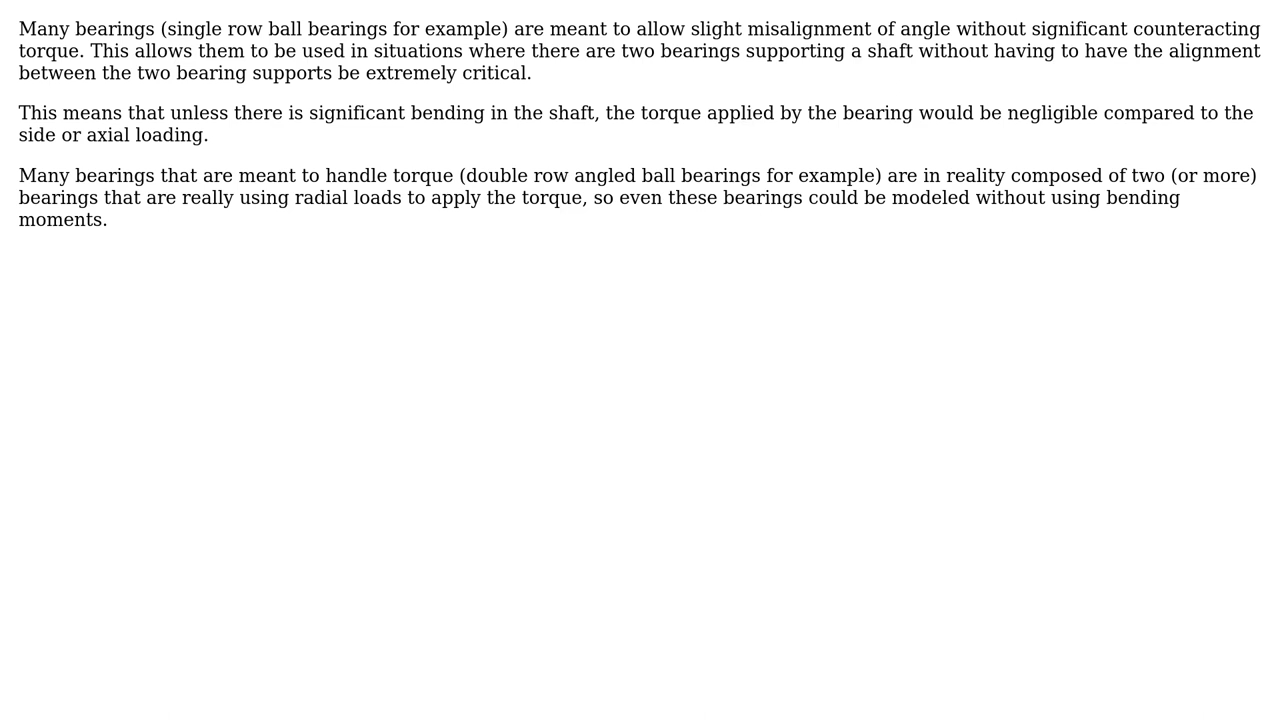 Many bearings (single row ball bearings for example) are meant to allow slight misalignment of angle without significant counteracting
torque. This allows them to be used in situations where there are two bearings supporting a shaft without having to have the alignment
between the two bearing supports be extremely critical.
This means that unless there is significant bending in the shaft, the torque applied by the bearing would be negligible compared to the
side or axial loading.
Many bearings that are meant to handle torque (double row angled ball bearings for example) are in reality composed of two (or more)
bearings that are really using radial loads to apply the torque, so even these bearings could be modeled without using bending
moments.